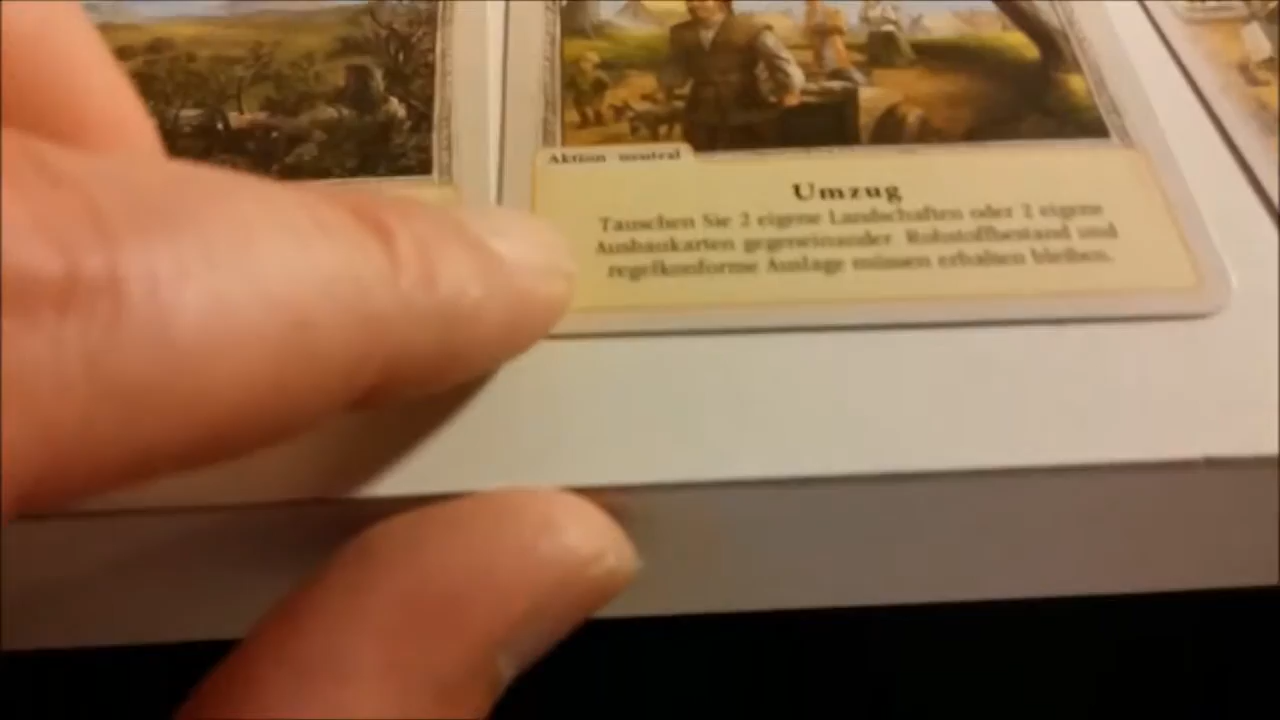 Aktion neutral
Umzug
Tauschen Sie 2 eigene Landschaften oder 2 eigene
Ausbaukarten gegeneinander. Rohstoffbestand und
regelkonforme Auslage müssen erhalten bleiben.